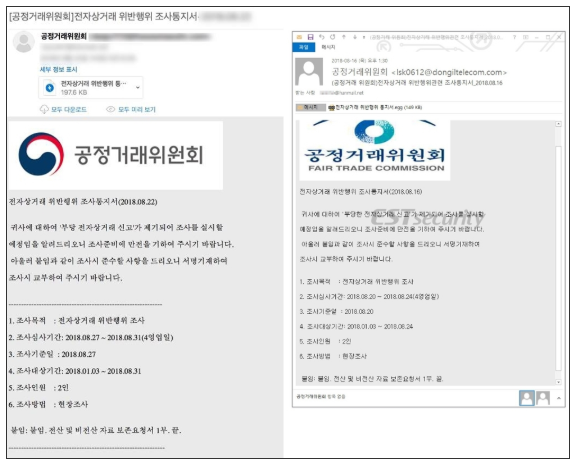 [공정거래위원회]전자상거래 위반행위 조사통지서
공정거래위원회
세부 정보 표시
전자상거래 위반행위 등…
197.6 KB
모두 다운로드 모두 미리 보기
공정거래위원회
전자상거래 위반행위 조사통지서(2018.08.22)
귀사에 대하여 '부당 전자상거래 신고'가 제기되어 조사를 실시할
예정임을 알려드리오니 조사준비에 만전을 기하여 주시기 바랍니다.
아울러 붙임과 같이 조사시 준수할 사항을 드리오니 서명기재하여
조사시 교부하여 주시기 바랍니다.
1. 조사목적 : 전자상거래 위반행위 조사
2. 조사실시기간: 2018.08.27 ~ 2018.08.31(4영업일)
3. 조사기준일 : 2018.08.27
4. 조사대상기간: 2018.01.03 ~ 2018.08.31
5. 조사인원 : 2인
6. 조사방법 : 현장조사
붙임: 붙임. 전산 및 비전산 자료 보존요청서 1부. 끝.
파일 메시지
2018-08-16 (목) 오후 1:30
공정거래위원회 <lsk0612@dongiltelecom.com>
(공정거래 위원회)전자상거래 위반행위관련 조사통지서_2018.08.16
받는 사람
메시지 전자상거래 위반행위 통지서.egg (149 KB)
공정거래위원회
FAIR TRADE COMMISSION
전자상거래 위반행위 조사통지서(2018.08.16)
ESTsecurity
귀사에 대하여 '부당한 전자상거래 신고'가 제기되어 조사를 실시할
예정임을 알려드리오니 조사준비에 만전을 기하여 주시기 바랍니다.
아울러 붙임과 같이 조사시 준수할 사항을 드리오니 서명기재하여
조사시 교부하여 주시기 바랍니다.
1. 조사목적 : 전자상거래 위반행위 조사
2. 조사실시기간: 2018.08.20 ~ 2018.08.24(4영업일)
3. 조사기준일 : 2018.08.20
4. 조사대상기간: 2018.01.03 ~ 2018.08.24
5. 조사인원 : 2인
6. 조사방법 : 현장조사
붙임: 붙임. 전산 및 비전산 자료 보존요청서 1부. 끝.